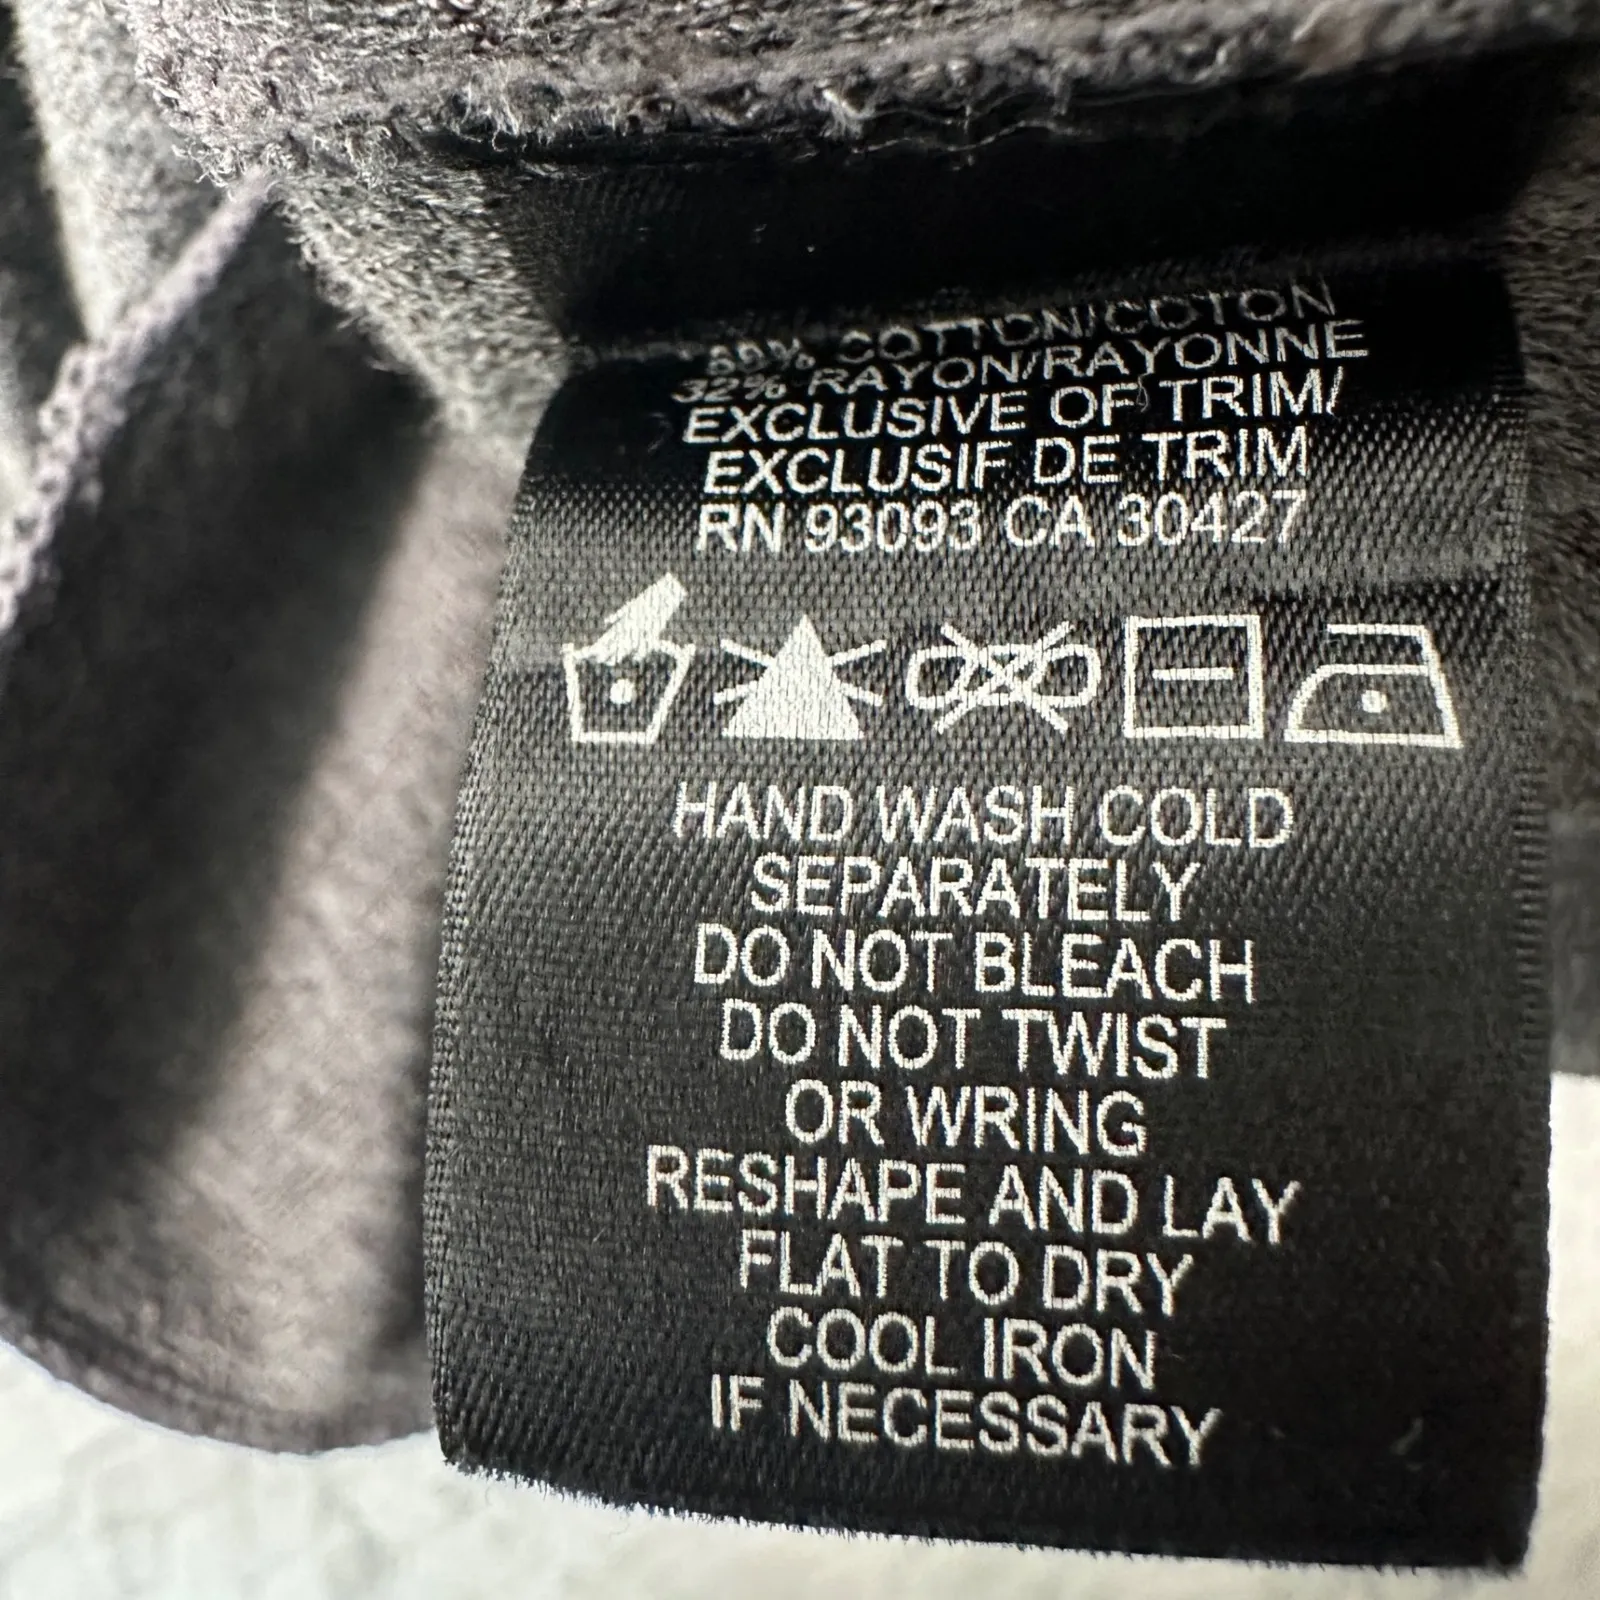 % COTTON/COTON
32% RAYON/RAYONNE
EXCLUSIVE OF TRIM/
EXCLUSIF DE TRIM
RN 93093 CA 30427
HAND WASH COLD
SEPARATELY
DO NOT BLEACH
DO NOT TWIST
OR WRING
RESHAPE AND LAY
FLAT TO DRY
COOL IRON
IF NECESSARY